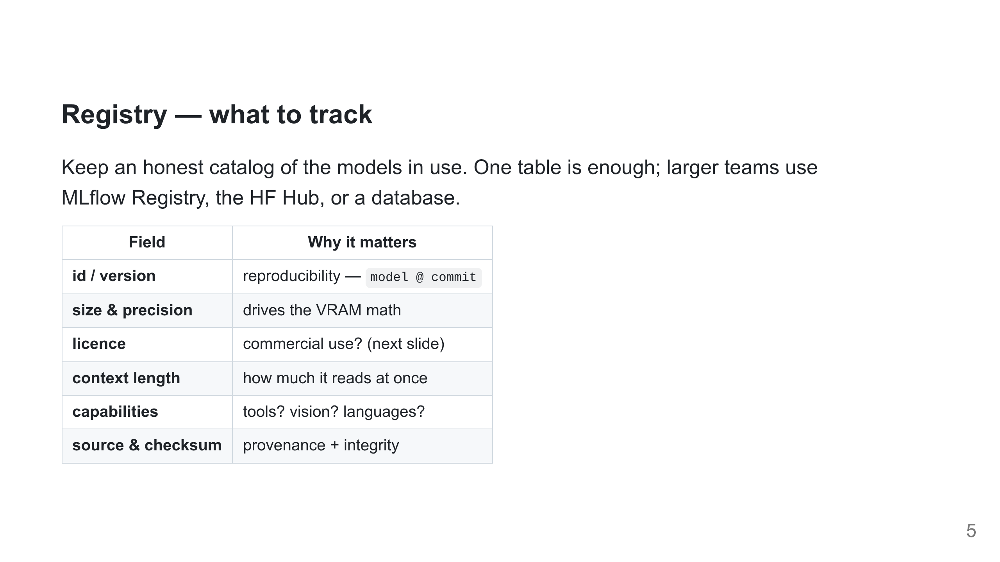 Registry — what to track
Keep an honest catalog of the models in use. One table is enough; larger teams use
MLflow Registry, the HF Hub, or a database.
Field Why it matters
id / version reproducibility — model @ commit
size & precision drives the VRAM math
licence commercial use? (next slide)
context length how much it reads at once
capabilities tools? vision? languages?
source & checksum provenance + integrity
5